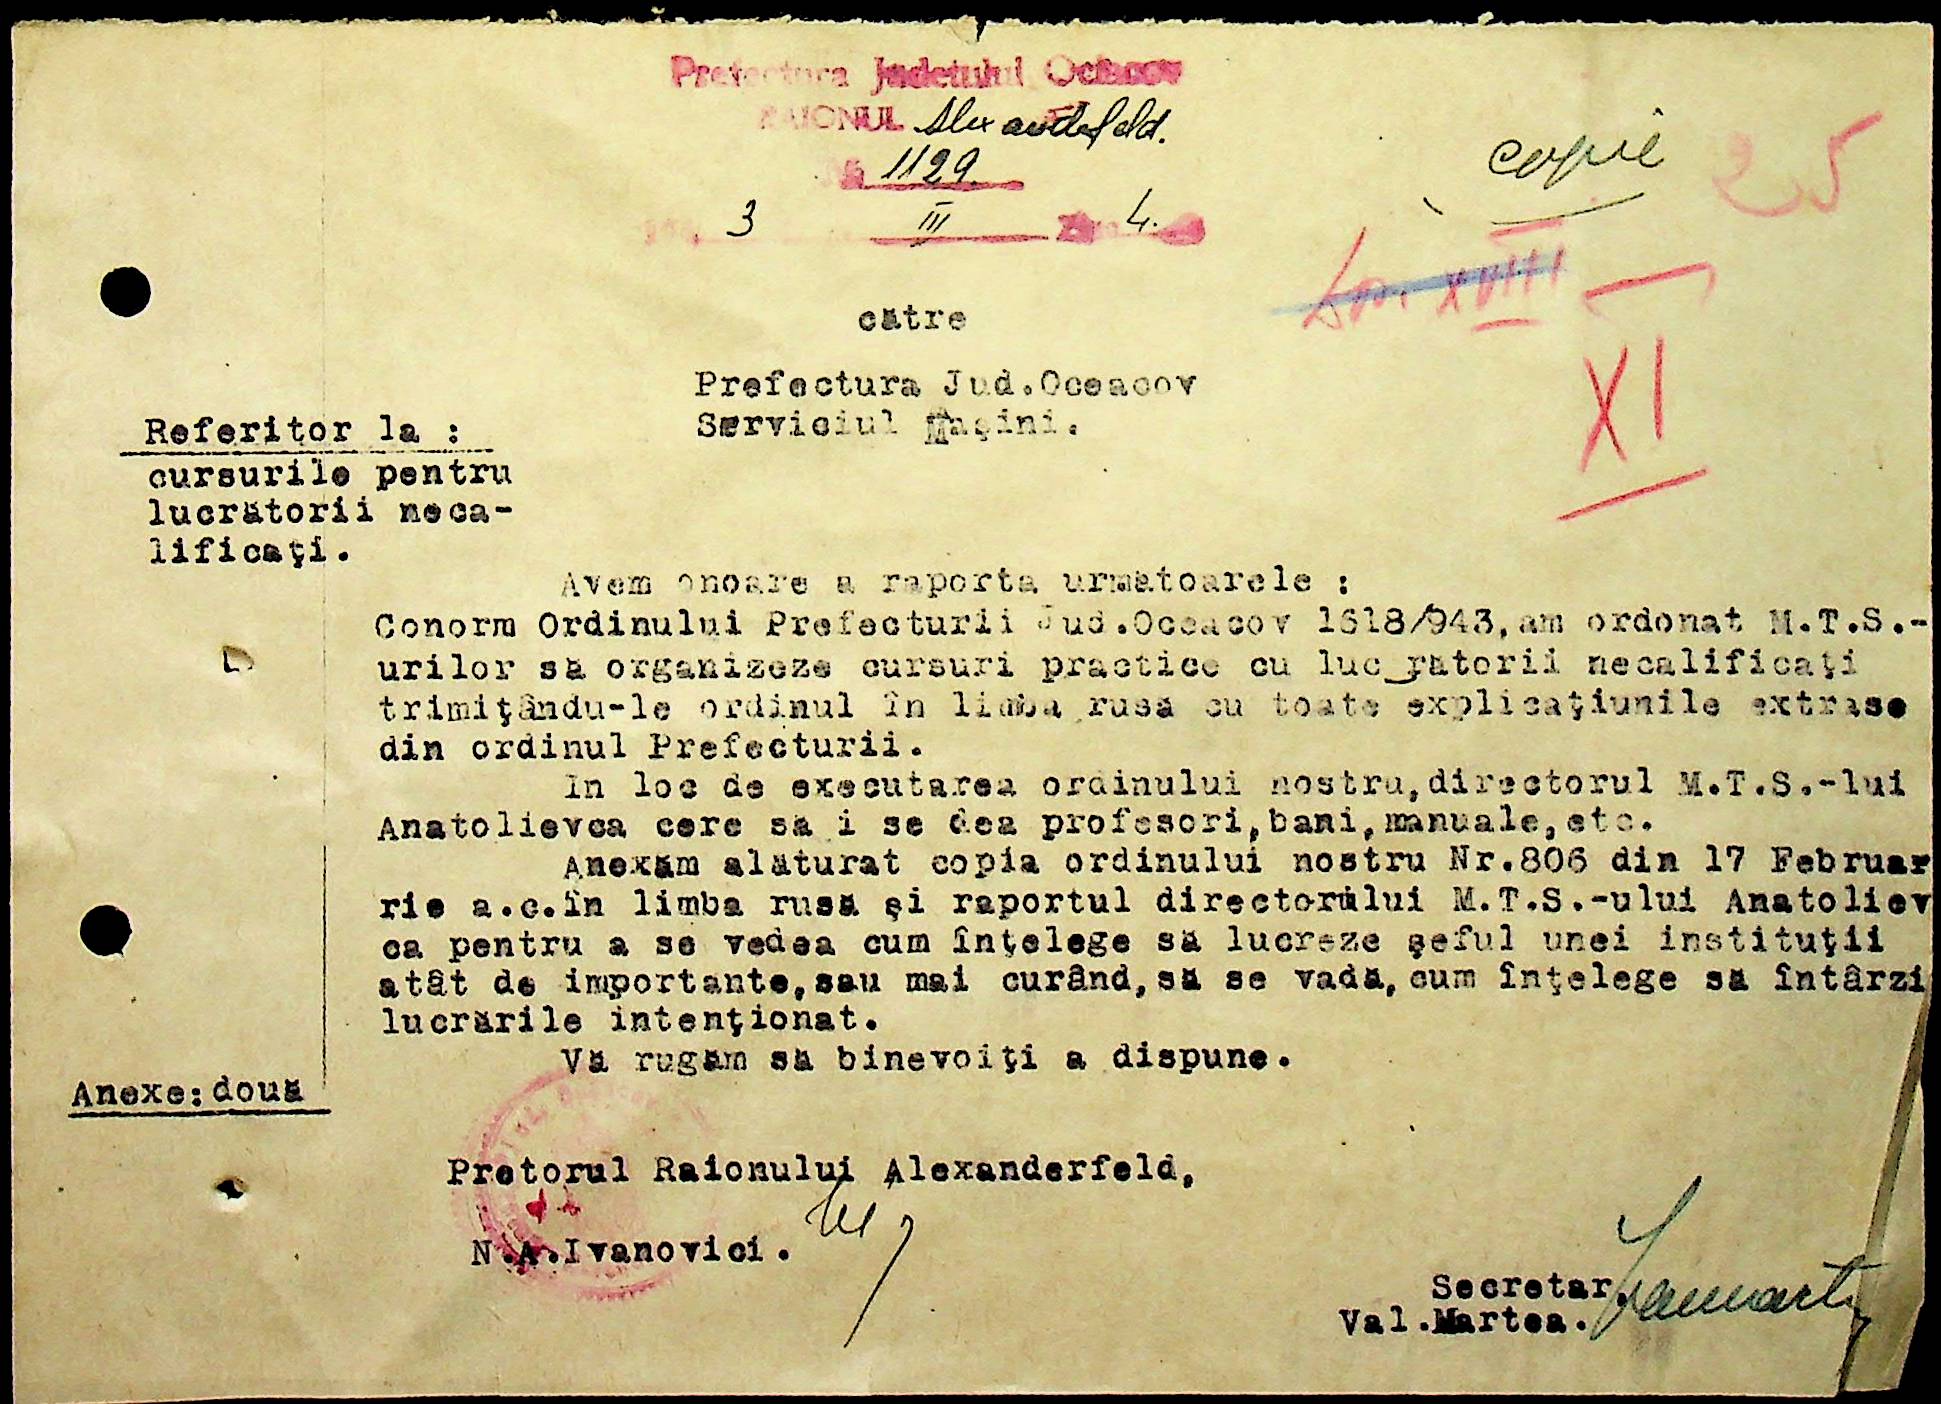 Prefectura Judetului Ociacov
RAIONUL Alexanderfeld.
1129
3 III 4.
copie
25
XVIII
XI
către
Prefectura Jud.Oceacov
Serviciul Maşini.
Referitor la :
cursurile pentru
lucrătorii neca-
lificaţi.
Avem onoare a raporta următoarele :
Conorm Ordinului Prefecturii Jud.Oceacov 1618/943,am ordonat M.T.S.-
urilor să organizeze cursuri practice cu luc rătorii necalificaţi
trimiţându-le ordinul în limba rusă cu toate explicaţiunile extrase
din ordinul Prefecturii.
In loc de executarea ordinului nostru,directorul M.T.S.-lui
Anatolievca cere să i se dea profesori,bani,manuale,etc.
Anexăm alăturat copia ordinului nostru Nr.806 din 17 Februar
rie a.c.în limba rusă şi raportul directorului M.T.S.-ului Anatoliev
ca pentru a se vedea cum înţelege să lucreze şeful unei instituţii
atât de importante,sau mai curând,să se vadă,cum înţelege să întârzi
lucrările intenţionat.
Vă rugăm să binevoiţi a dispune.
Anexe:două
Pretorul Raionului Alexanderfeld,
N.A.Ivanovici.
Secretar,
Val.Martea.